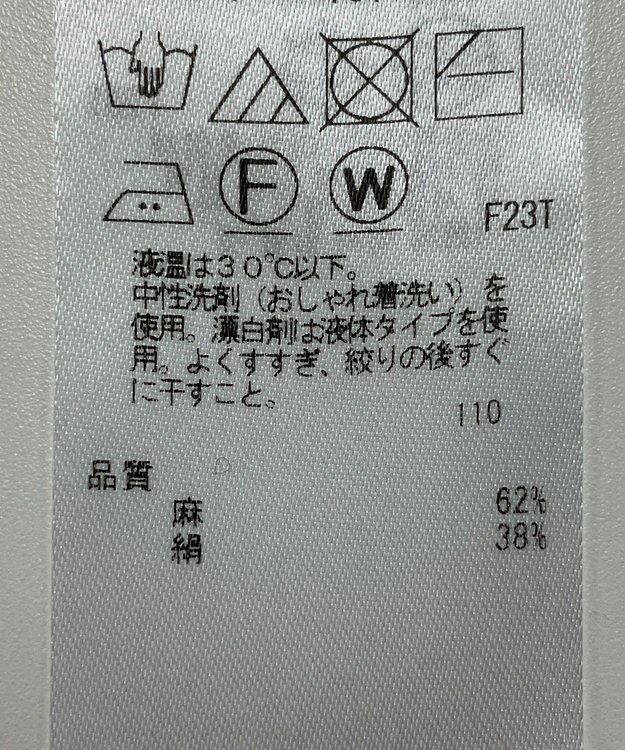 F
W
F23T
液温は30℃以下。
中性洗剤(おしゃれ着洗い)を
使用。漂白剤は液体タイプを使
用。よくすすぎ、絞りの後すぐ
に干すこと。
110
品質
麻 62%
絹 38%